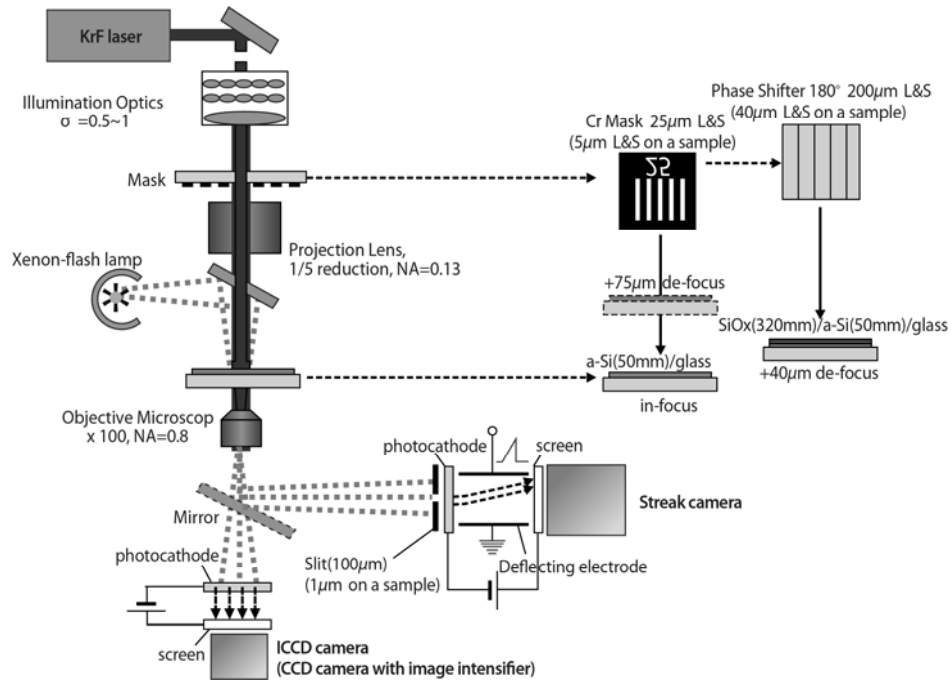 KrF laser
Illumination Optics
σ =0.5~1
Mask
Projection Lens,
1/5 reduction, NA=0.13
Xenon-flash lamp
Objective Microscop
x 100, NA=0.8
Mirror
photocathode
screen
ICCD camera
(CCD camera with image intensifier)
photocathode
screen
Streak camera
Slit(100μm)
(1μm on a sample)
Deflecting electrode
Cr Mask 25μm L&S
(5μm L&S on a sample)
25
Phase Shifter 180° 200μm L&S
(40μm L&S on a sample)
+75μm de-focus
a-Si(50mm)/glass
in-focus
SiOx(320mm)/a-Si(50mm)/glass
+40μm de-focus